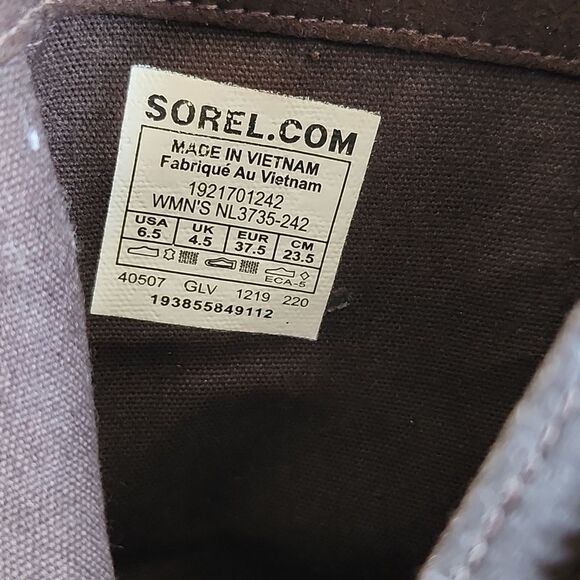 SOREL.COM
MADE IN VIETNAM
Fabriqué Au Vietnam
1921701242
WMN'S NL3735-242
USA UK EUR CM
6.5 4.5 37.5 23.5
ECA-5
40507 GLV 1219 220
193855849112